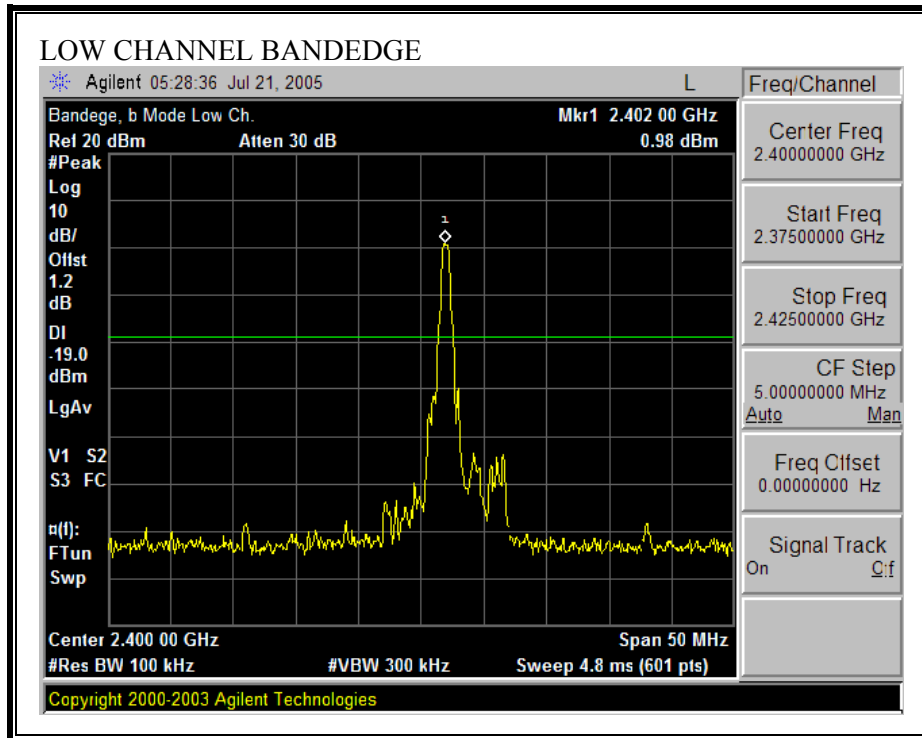 LOW CHANNEL BANDEDGE
Agilent 05:28:36 Jul 21, 2005
L
Freq/Channel
Bandege, b Mode Low Ch.
Mkr1 2.402 00 GHz
Ref 20 dBm
Atten 30 dB
0.98 dBm
#Peak
Log
10
dB/
Offst
1.2
dB
DI
-19.0
dBm
LgAv
V1 S2
S3 FC
¤(f):
FTun
Swp
1
Center 2.400 00 GHz
Span 50 MHz
#Res BW 100 kHz
#VBW 300 kHz
Sweep 4.8 ms (601 pts)
Copyright 2000-2003 Agilent Technologies
Center Freq
2.40000000 GHz
Start Freq
2.37500000 GHz
Stop Freq
2.42500000 GHz
CF Step
5.00000000 MHz
Auto Man
Freq Offset
0.00000000 Hz
Signal Track
On Off